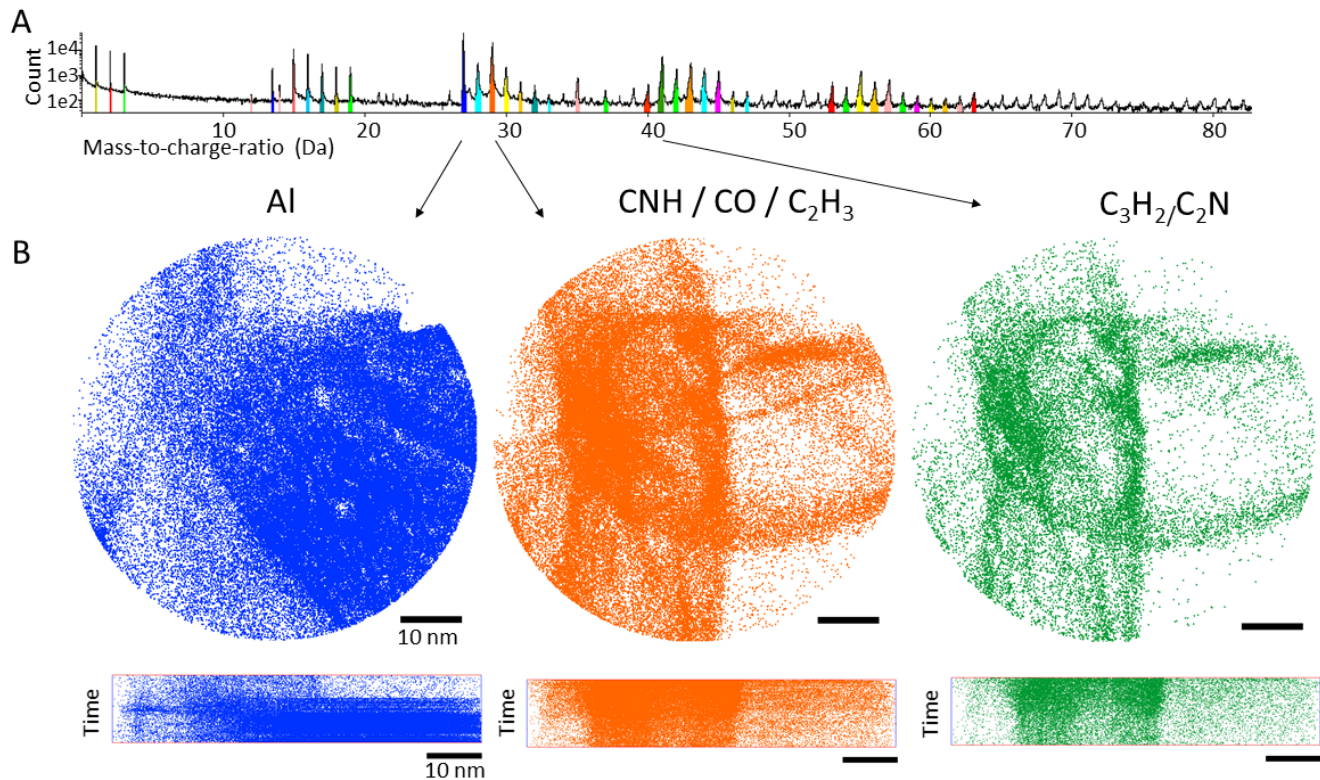 A
Count
1e4
1e3
1e2
10 20 30 40 50 60 70 80
Mass-to-charge-ratio (Da)
Al
CNH / CO / C₂H₃
C₃H₂/C₂N
B
10 nm
Time
Time
Time
10 nm